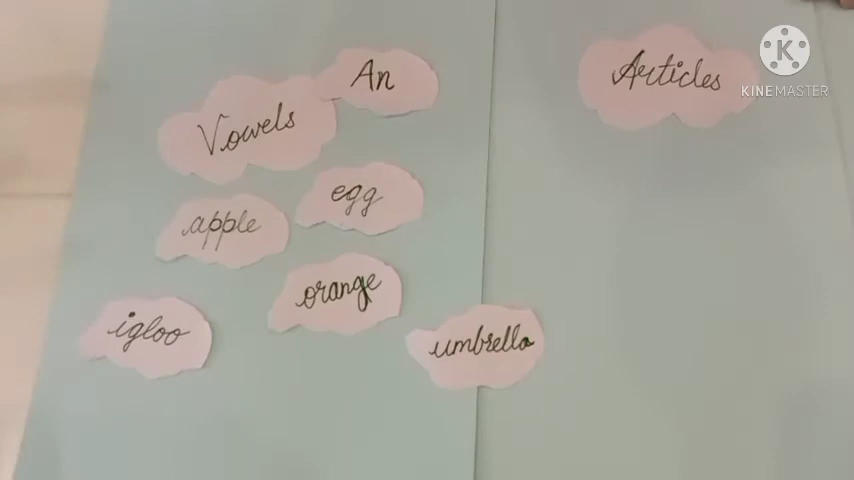 An
Articles
Vowels
egg
apple
orange
igloo
umbrella
K
KINEMASTER